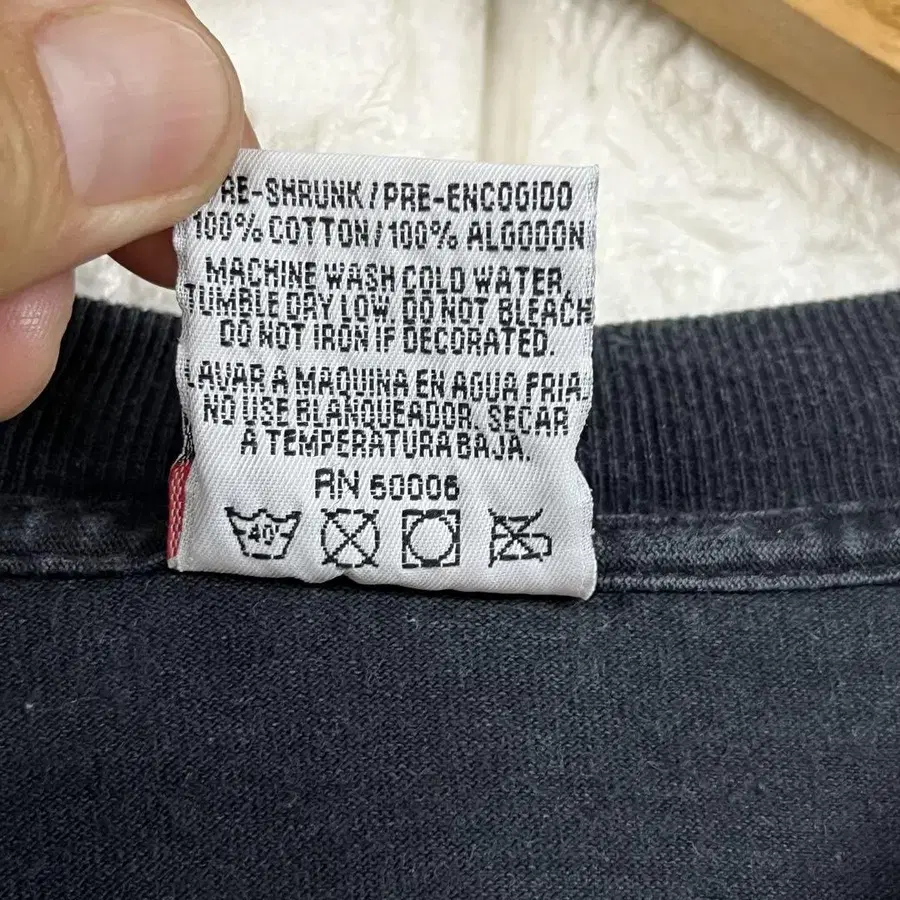 RE-SHRUNK/PRE-ENCOGIDO
100% COTTON/100% ALGODON
MACHINE WASH COLD WATER
TUMBLE DRY LOW. DO NOT BLEACH
DO NOT IRON IF DECORATED.
LAVAR A MAQUINA EN AGUA FRIA
NO USE BLANQUEADOR. SECAR
A TEMPERATURA BAJA.
RN 60006
40°